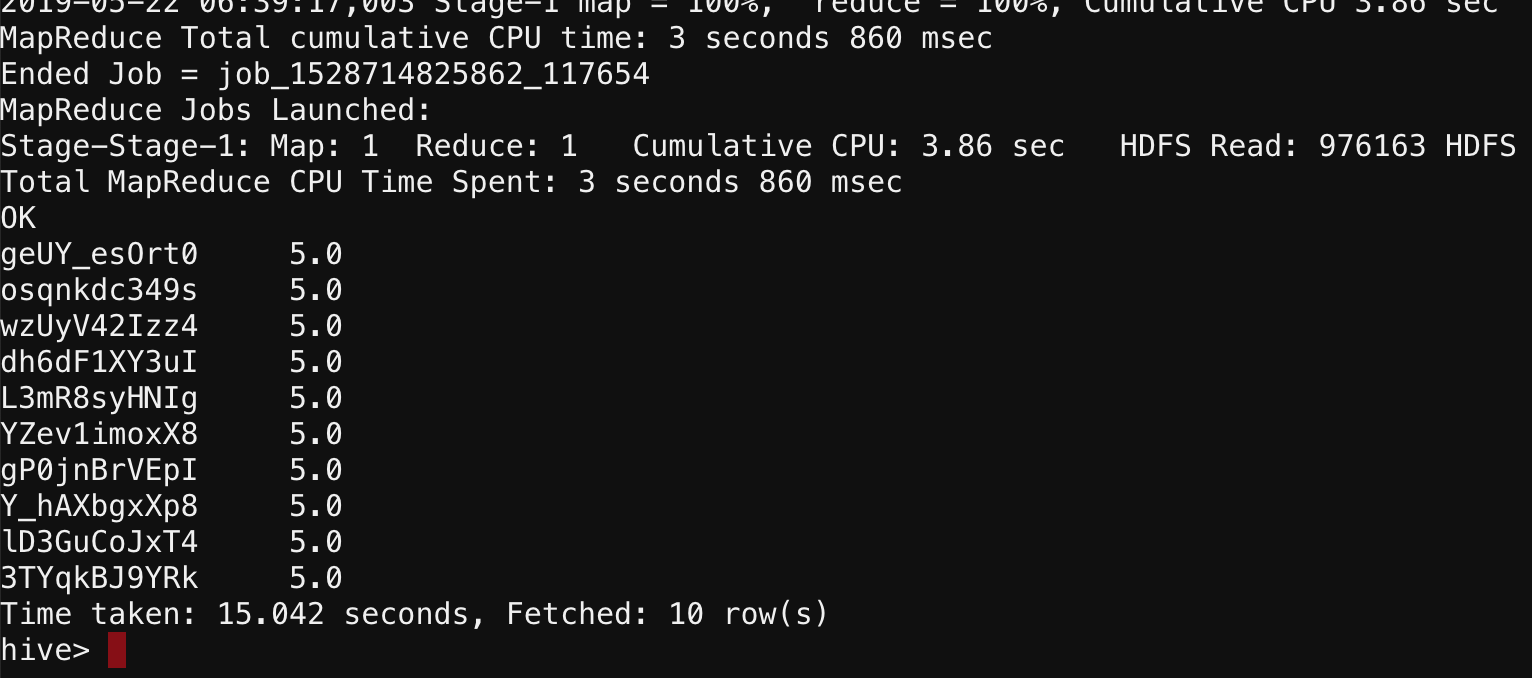 2019-05-22 06:39:17,003 Stage-1 map = 100%,  reduce = 100%, Cumulative CPU 3.86 sec
MapReduce Total cumulative CPU time: 3 seconds 860 msec
Ended Job = job_1528714825862_117654
MapReduce Jobs Launched:
Stage-Stage-1: Map: 1  Reduce: 1   Cumulative CPU: 3.86 sec   HDFS Read: 976163 HDFS
Total MapReduce CPU Time Spent: 3 seconds 860 msec
OK
geUY_esOrt0     5.0
osqnkdc349s     5.0
wzUyV42Izz4     5.0
dh6dF1XY3uI     5.0
L3mR8syHNIg     5.0
YZev1imoxX8     5.0
gP0jnBrVEpI     5.0
Y_hAXbgxXp8     5.0
lD3GuCoJxT4     5.0
3TYqkBJ9YRk     5.0
Time taken: 15.042 seconds, Fetched: 10 row(s)
hive>